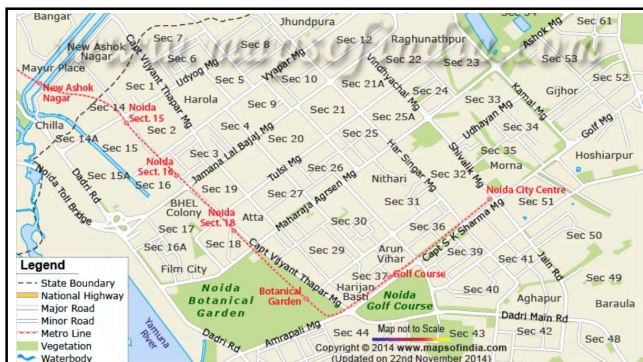 Bangar
Jhundpura
Sec 61
New Ashok
Nagar
Sec 7
Sec 6
Sec 8
Sec 12
Raghunathpur
Sec 22
Sec 23
Ashok Mg
Sec 53
Mayur Place
Capt Vijyant Thapar Mg
Udyog Mg
Vyapar Mg
Vindhyachal Mg
Sec 52
New Ashok
Nagar
Sec 1
Sec 5
Sec 10
Sec 21A
Sec 24
Kamal Mg
Gijhor
Harola
Sec 9
Sec 21
Sec 33
Udhayan Mg
Golf Mg
Sec 14
Noida
Sect. 15
Sec 2
Sec 4
Sec 25A
Sec 34
Chilla
Sec 14A
Jamana Lal Bajaj Mg
Sec 20
Sec 25
Shivalik Mg
Sec 35
Hoshiarpur
Sec 15
Sec 3
Tulsi Mg
Har Singar Mg
Morna
Noida Toll Bridge
Dadri Rd
Sec 15A
Noida
Sect. 16
Sec 16
Sec 26
Nithari
Sec 32
Sec 19
Sec 27
Maharaja Agrsen Mg
Noida City Centre
BHEL
Colony
Noida
Sect. 18
Atta
Sec 31
Sec 51
Sec 17
Sec 18
Sec 30
Sec 36
Capt S K Sharma Mg
Jain Rd
Sec 50
Sec 16A
Sec 29
Capt Vijyant Thapar Mg
Arun
Vihar
Sec 39
Sec 41
Film City
Sec 37
Golf Course
Sec 49
Legend
State Boundary
National Highway
Major Road
Minor Road
Metro Line
Vegetation
Waterbody
Noida
Botanical
Garden
Botanical
Garden
Harijan
Basti
Noida
Golf Course
Sec 40
Aghapur
Baraula
Yamuna
River
Dadri Rd
Amrapali Mg
Sec 44
Map not to Scale
Sec 43
Dadri Main Rd
Sec 42
Sec 48
Copyright © 2014 www.mapsofindia.com
(Updated on 22nd November 2014)